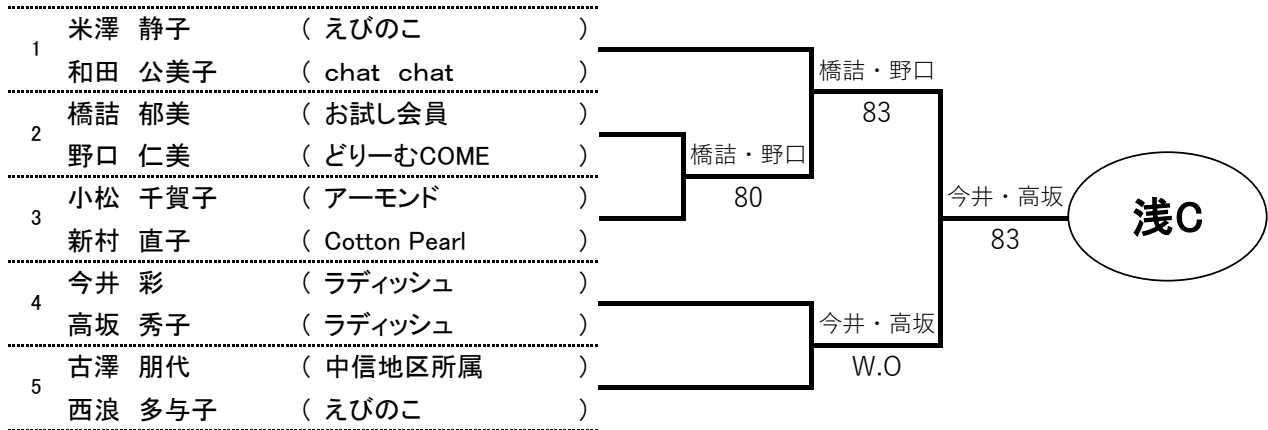 1
米澤 静子 ( えびのこ )
和田 公美子 ( chat chat )
2
橋詰 郁美 ( お試し会員 )
野口 仁美 ( どりーむCOME )
3
小松 千賀子 ( アーモンド )
新村 直子 ( Cotton Pearl )
4
今井 彩 ( ラディッシュ )
高坂 秀子 ( ラディッシュ )
5
古澤 朋代 ( 中信地区所属 )
西浪 多与子 ( えびのこ )
橋詰・野口
80
橋詰・野口
83
今井・高坂
W.O
今井・高坂
83
浅C